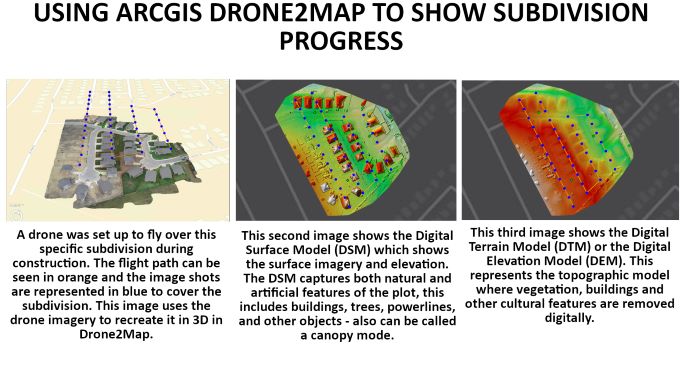 USING ARCGIS DRONE2MAP TO SHOW SUBDIVISION
PROGRESS
A drone was set up to fly over this
specific subdivision during
construction. The flight path can be
seen in orange and the image shots
are represented in blue to cover the
subdivision. This image uses the
drone imagery to recreate it in 3D in
Drone2Map.
This second image shows the Digital
Surface Model (DSM) which shows
the surface imagery and elevation.
The DSM captures both natural and
artificial features of the plot, this
includes buildings, trees, powerlines,
and other objects - also can be called
a canopy mode.
This third image shows the Digital
Terrain Model (DTM) or the Digital
Elevation Model (DEM). This
represents the topographic model
where vegetation, buildings and
other cultural features are removed
digitally.